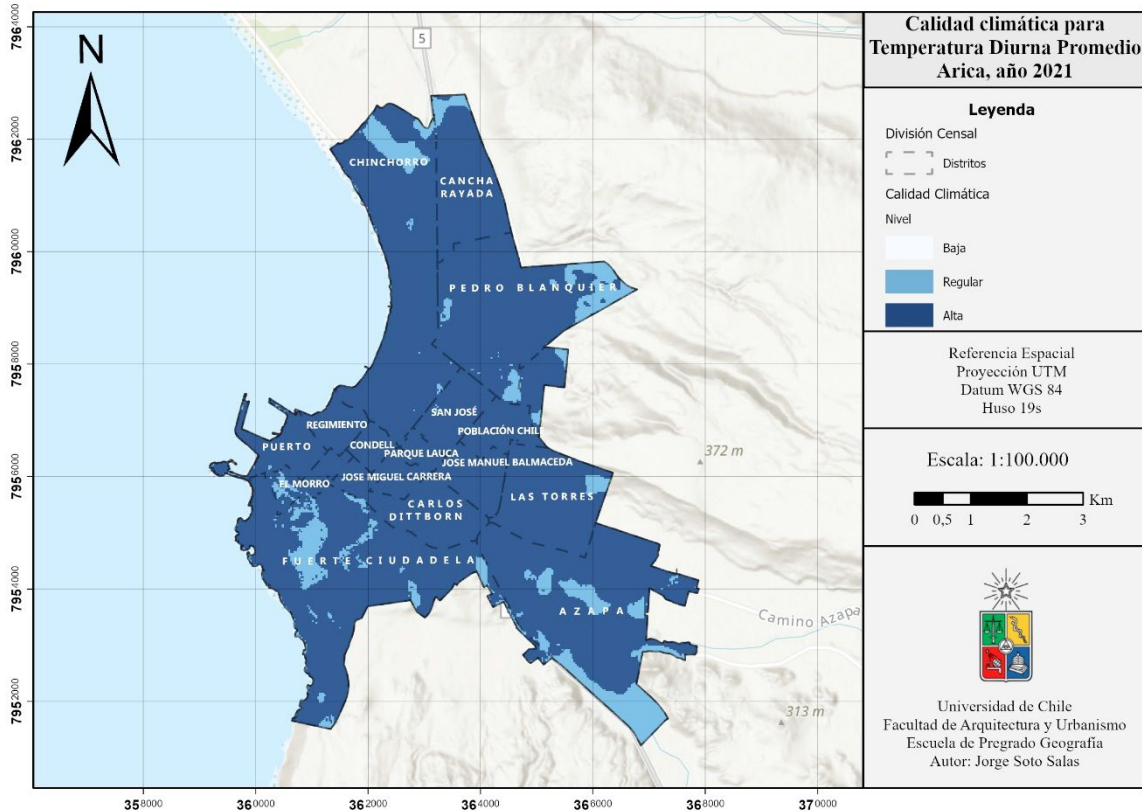 Calidad climática para
Temperatura Diurna Promedio
Arica, año 2021
Leyenda
División Censal
Distritos
Calidad Climática
Nivel
Baja
Regular
Alta
Referencia Espacial
Proyección UTM
Datum WGS 84
Huso 19s
Escala: 1:100.000
Km
0 0,5 1 2 3
Universidad de Chile
Facultad de Arquitectura y Urbanismo
Escuela de Pregrado Geografía
Autor: Jorge Soto Salas
N
5
CHINCHORRO
CANCHA
RAYADA
PEDRO BLANQUIER
SAN JOSÉ
REGIMIENTO
POBLACIÓN CHILE
PUERTO
CONDELL
PARQUE LAUCA
JOSE MANUEL BALMACEDA
EL MORRO
JOSE MIGUEL CARRERA
LAS TORRES
CARLOS
DITTBORN
FUERTE CIUDADELA
AZAPA
372 m
Camino Azapa
313 m
7964000
7962000
7960000
7958000
7956000
7954000
7952000
358000 360000 362000 364000 366000 368000 370000